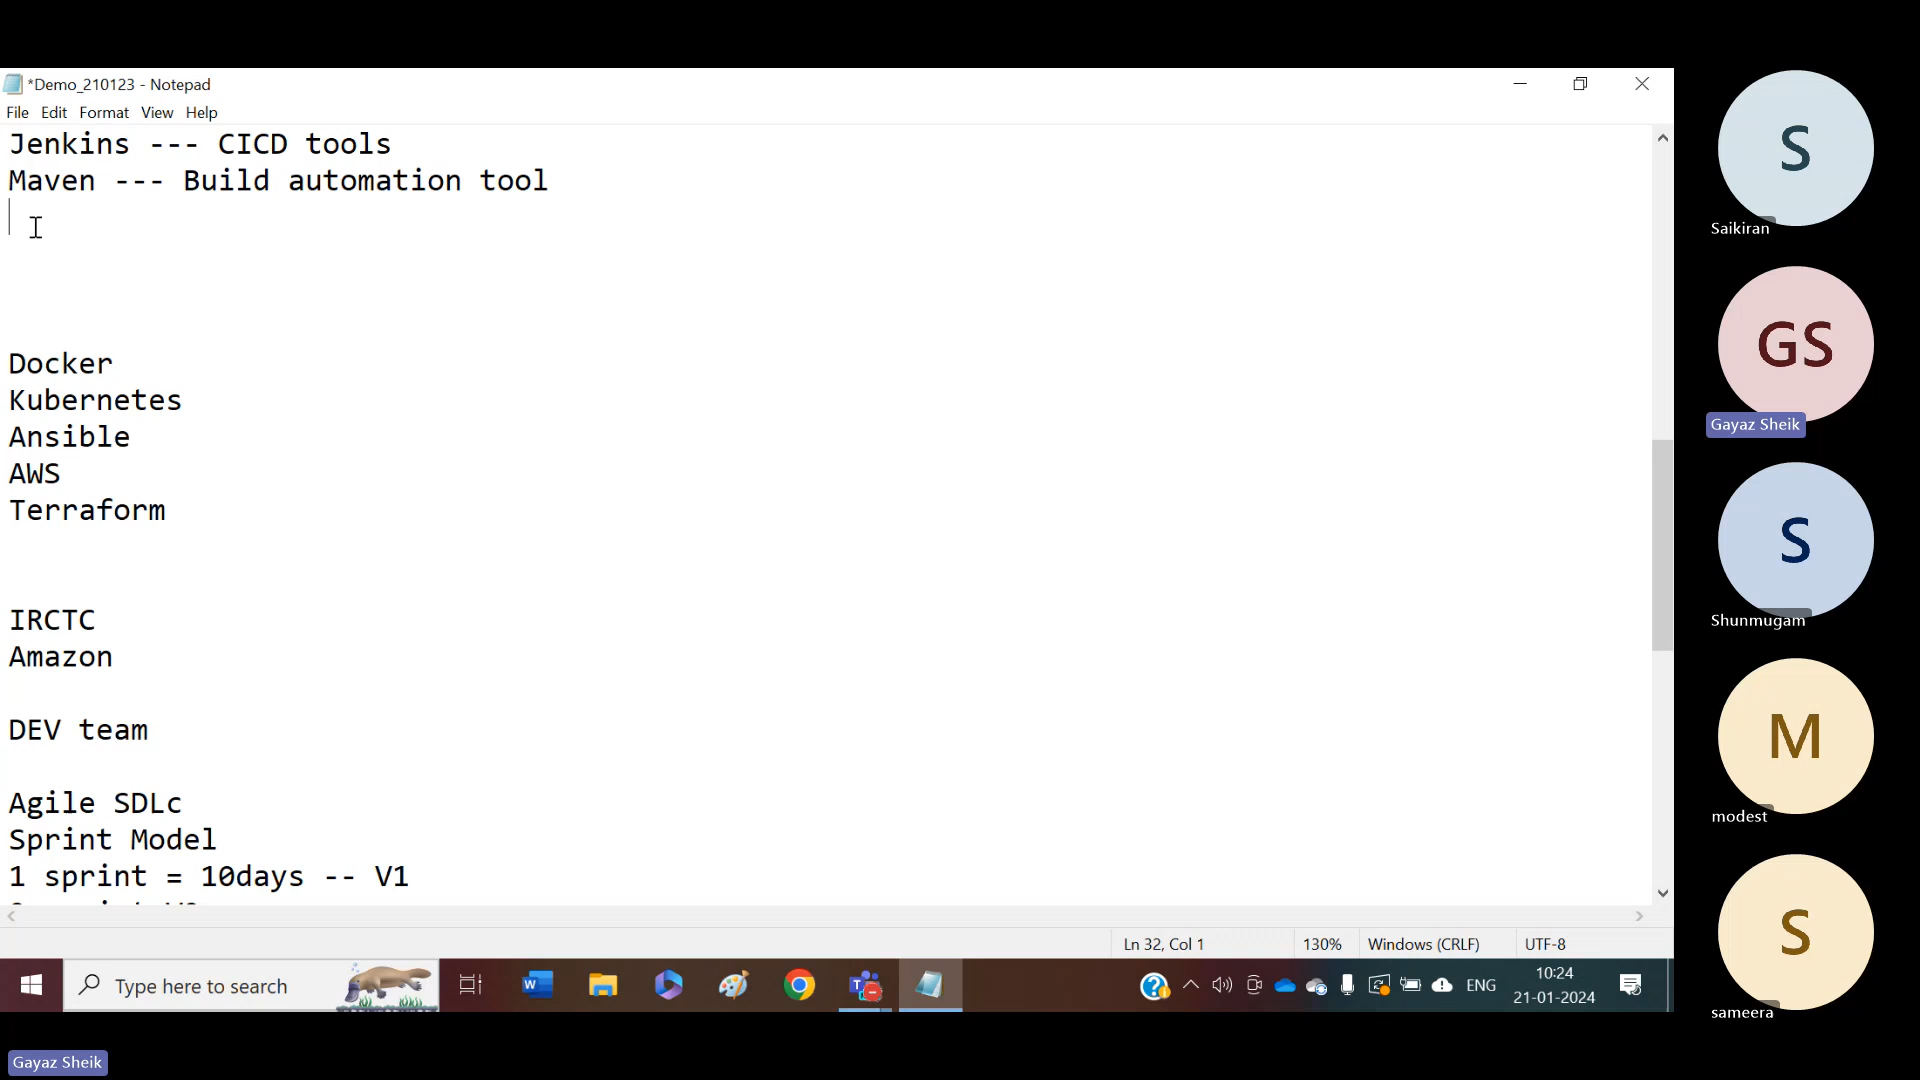 *Demo_210123 - Notepad
File Edit Format View Help
Jenkins --- CICD tools
Maven --- Build automation tool
Docker
Kubernetes
Ansible
AWS
Terraform
IRCTC
Amazon
DEV team
Agile SDLc
Sprint Model
1 sprint = 10days -- V1
Ln 32, Col 1
130%
Windows (CRLF)
UTF-8
Type here to search
ENG
10:24
21-01-2024
S
Saikiran
GS
Gayaz Sheik
S
Shunmugam
M
modest
S
sameera
Gayaz Sheik